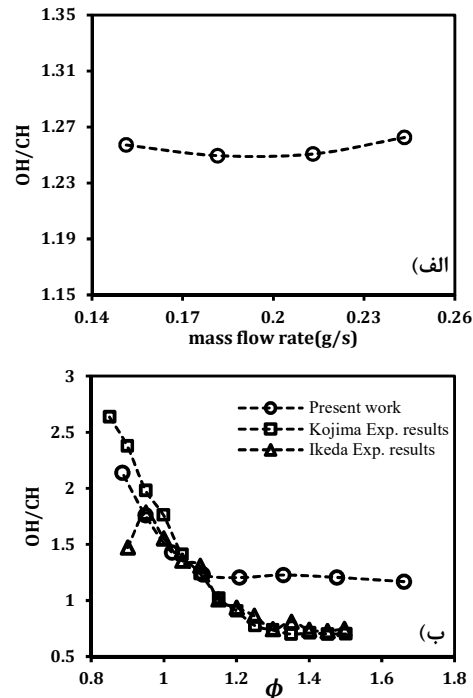 1.35
1.31
1.27
1.23
1.19
1.15
OH/CH
0.14 0.17 0.2 0.23 0.26
mass flow rate(g/s)
الف)
3
2.5
2
1.5
1
0.5
OH/CH
Present work
Kojima Exp. results
Ikeda Exp. results
0.8 1 1.2 1.4 1.6 1.8
ϕ
ب)